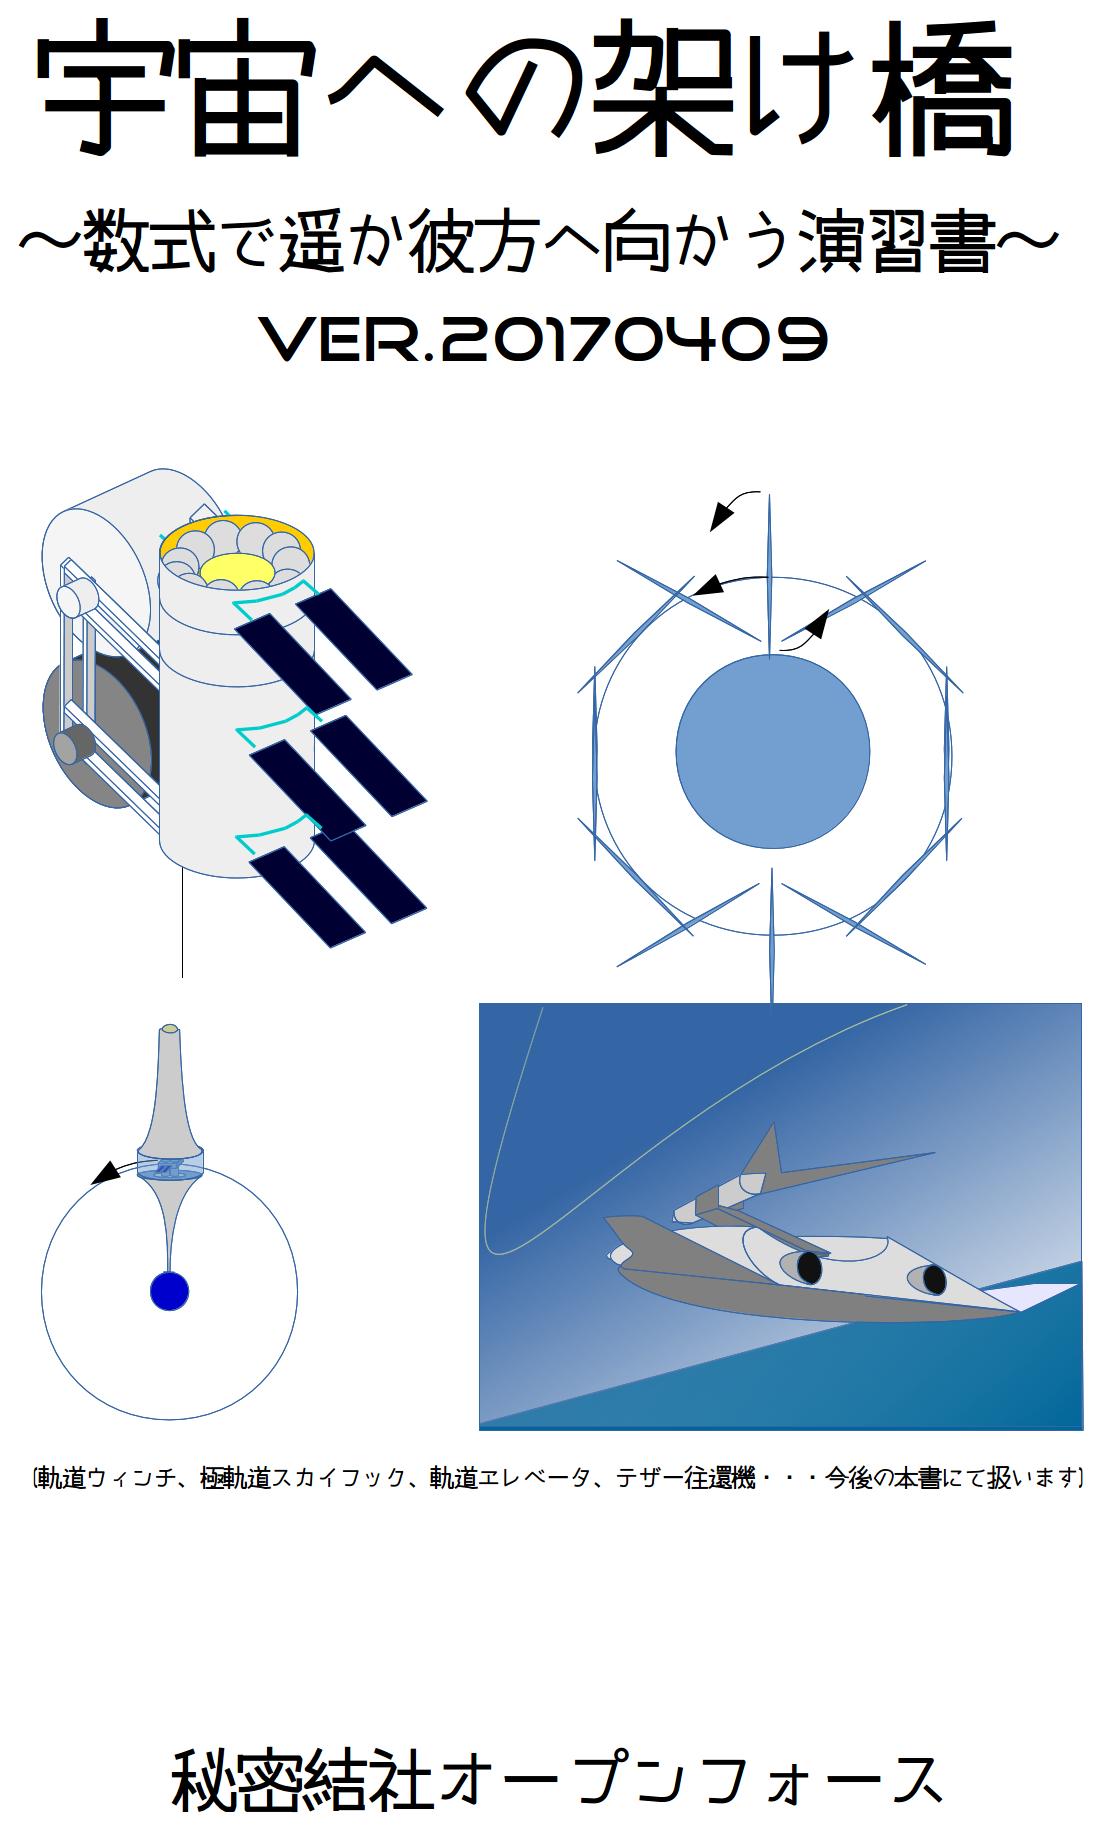 宇宙への架け橋
～数式で遥か彼方へ向かう演習書～
VER.20170409
(軌道ウィンチ、極軌道スカイフック、軌道エレベータ、テザー往還機・・・今後の本書にて扱います)
秘密結社オープンフォース